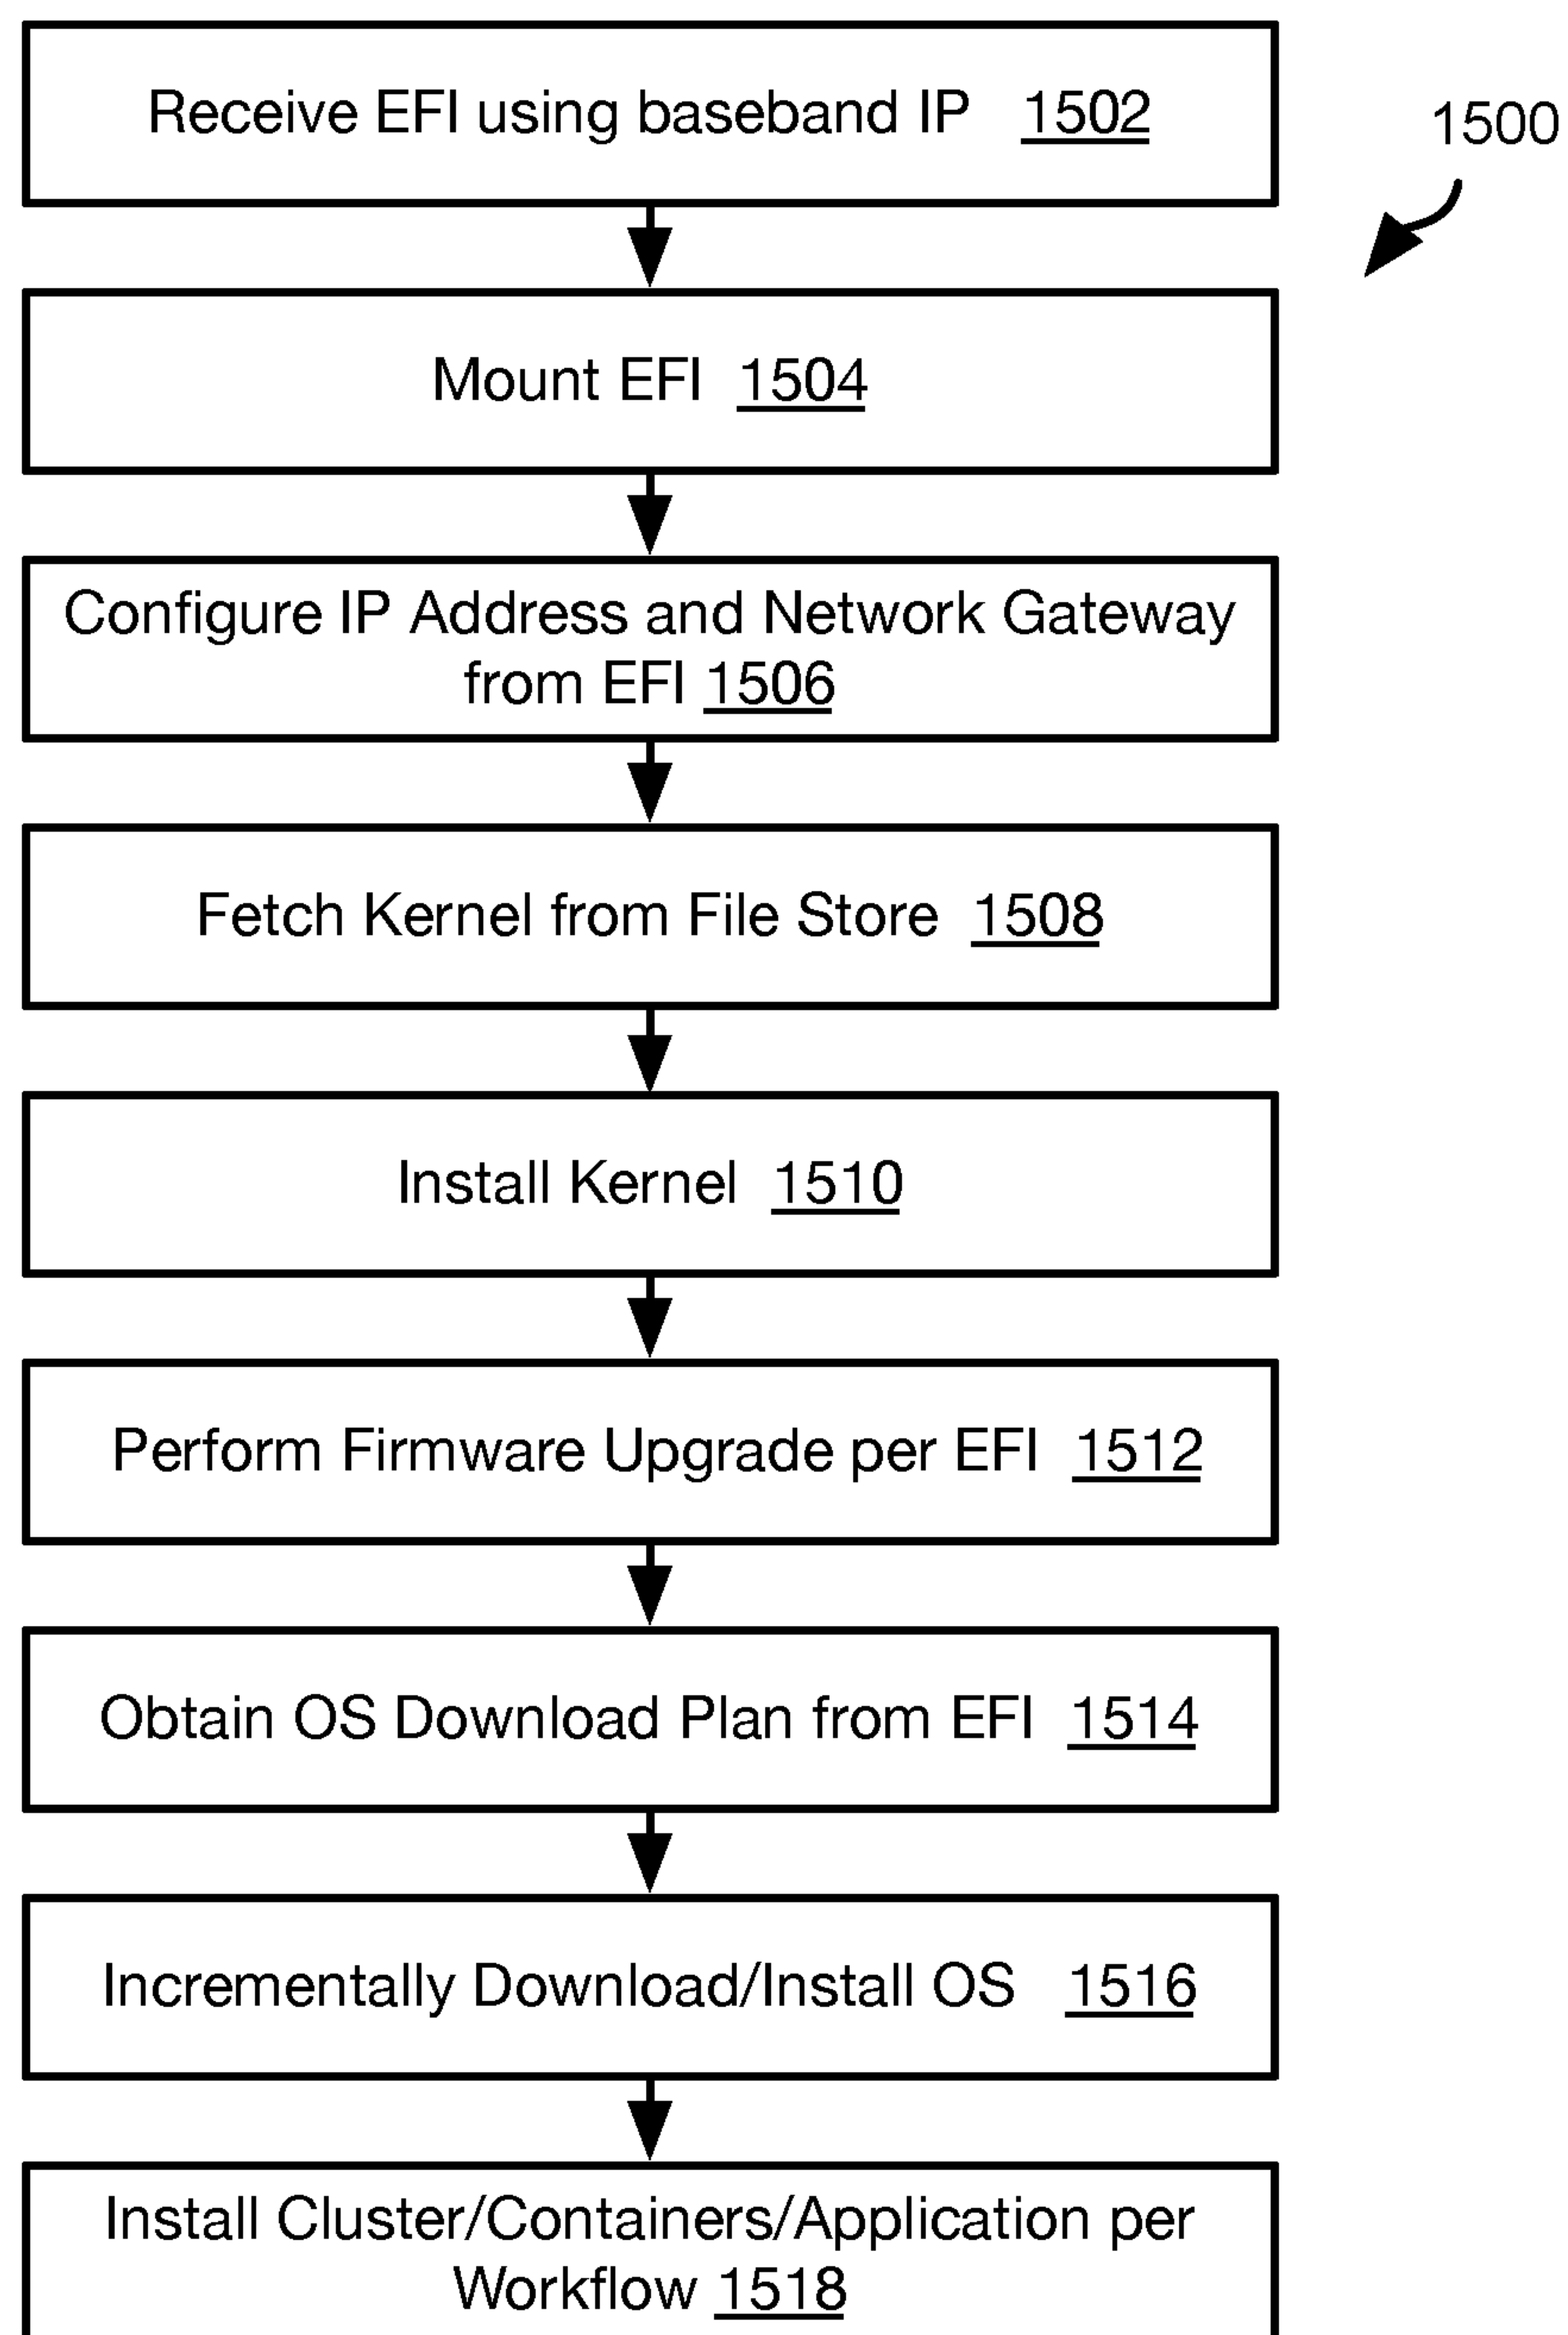 Receive EFI using baseband IP 1502
1500
Mount EFI 1504
Configure IP Address and Network Gateway
from EFI 1506
Fetch Kernel from File Store 1508
Install Kernel 1510
Perform Firmware Upgrade per EFI 1512
Obtain OS Download Plan from EFI 1514
Incrementally Download/Install OS 1516
Install Cluster/Containers/Application per
Workflow 1518